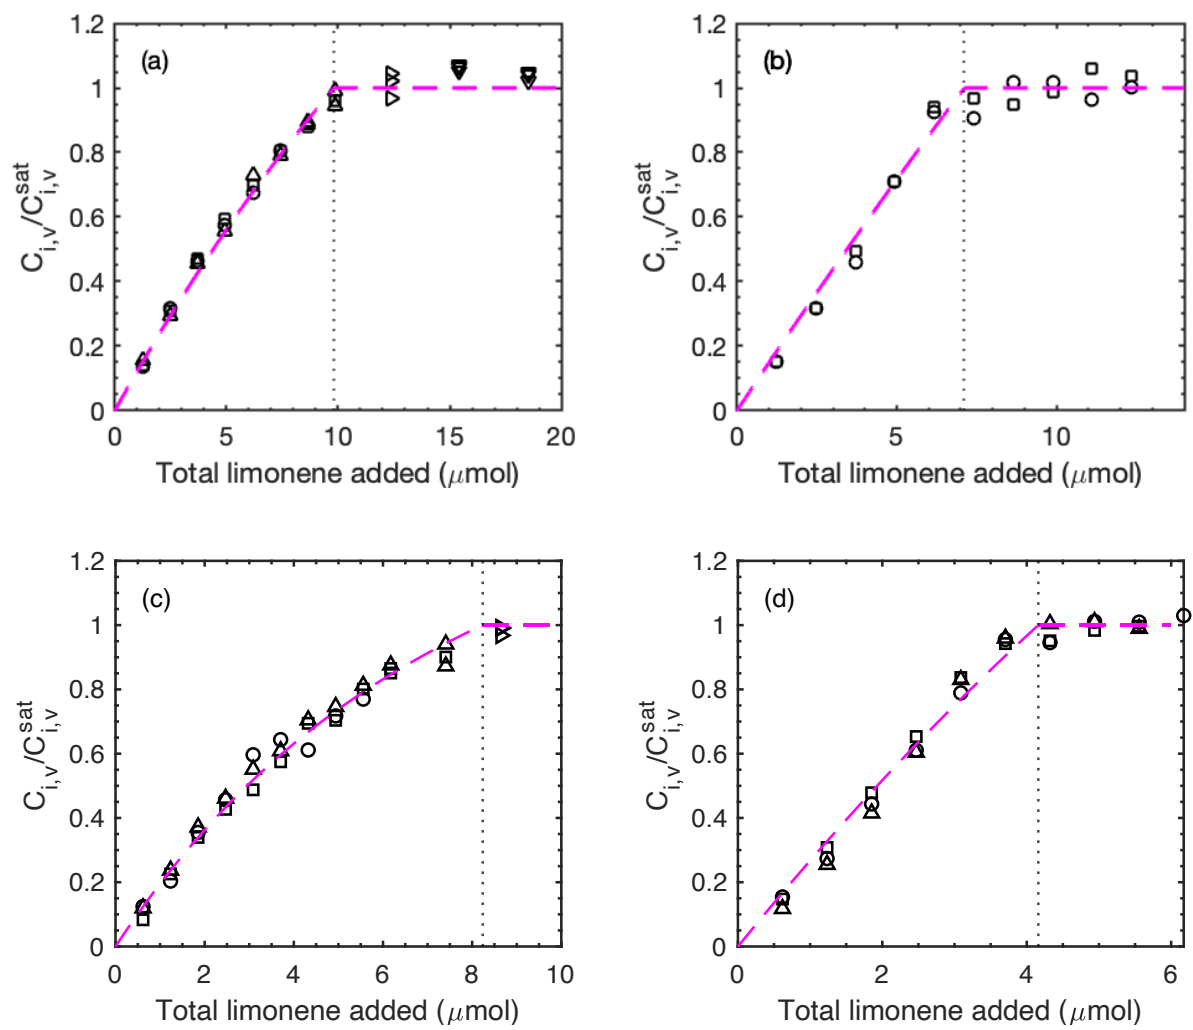 (a)
1.2
1
0.8
0.6
0.4
0.2
0
C_{i,v}/C_{i,v}^{sat}
0 5 10 15 20
Total limonene added (μmol)
(b)
1.2
1
0.8
0.6
0.4
0.2
0
C_{i,v}/C_{i,v}^{sat}
0 5 10
Total limonene added (μmol)
(c)
1.2
1
0.8
0.6
0.4
0.2
0
C_{i,v}/C_{i,v}^{sat}
0 2 4 6 8 10
Total limonene added (μmol)
(d)
1.2
1
0.8
0.6
0.4
0.2
0
C_{i,v}/C_{i,v}^{sat}
0 2 4 6
Total limonene added (μmol)